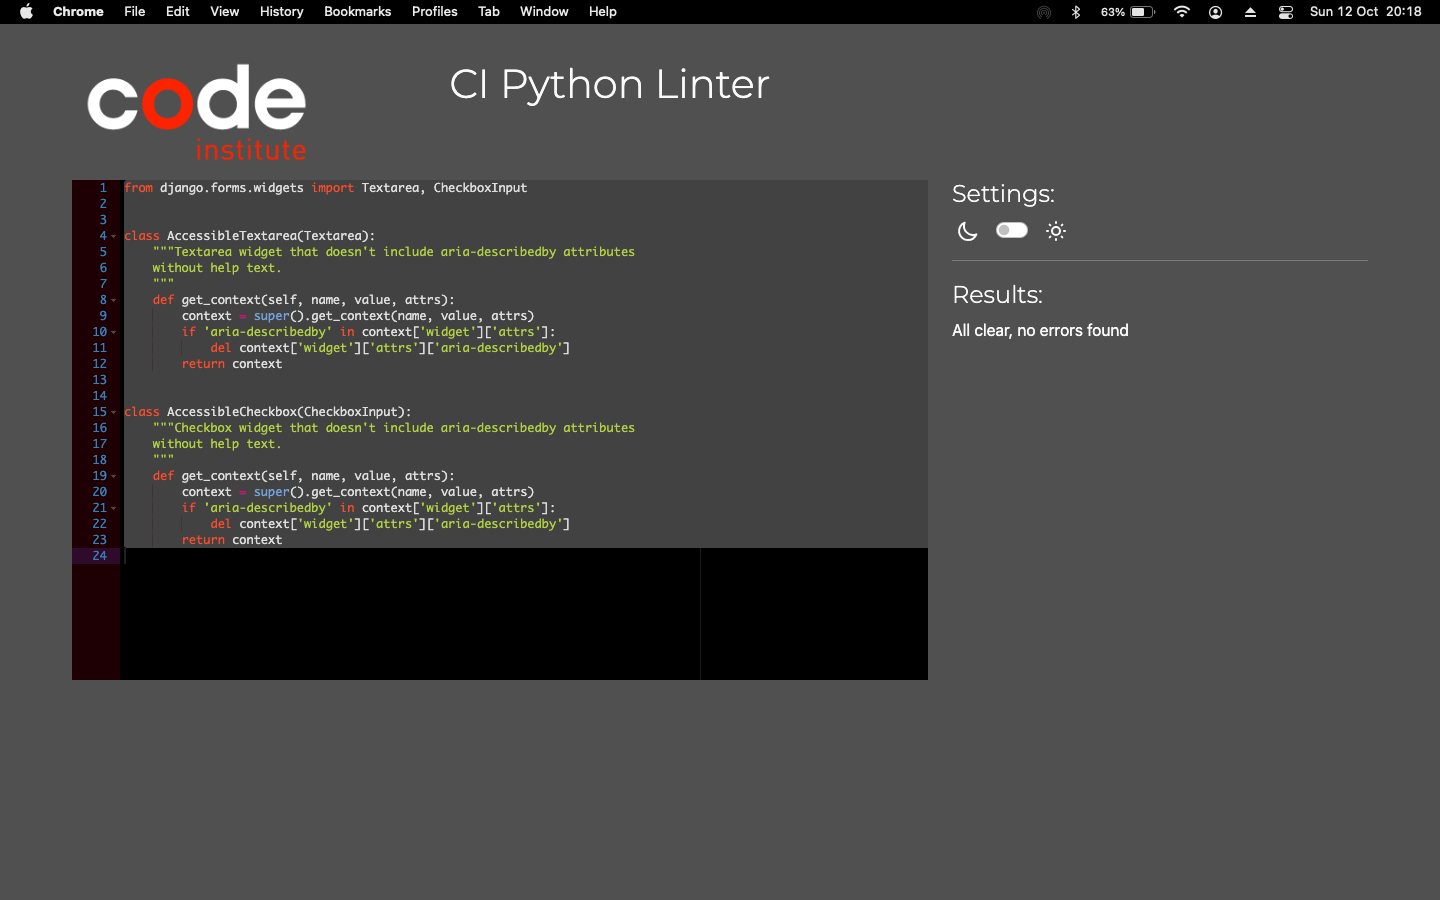 Chrome File Edit View History Bookmarks Profiles Tab Window Help 63% Sun 12 Oct 20:18
code
institute
CI Python Linter
1 from django.forms.widgets import Textarea, CheckboxInput
2
3
4 class AccessibleTextarea(Textarea):
5 """Textarea widget that doesn't include aria-describedby attributes
6 without help text.
7 """
8 def get_context(self, name, value, attrs):
9 context = super().get_context(name, value, attrs)
10 if 'aria-describedby' in context['widget']['attrs']:
11 del context['widget']['attrs']['aria-describedby']
12 return context
13
14
15 class AccessibleCheckbox(CheckboxInput):
16 """Checkbox widget that doesn't include aria-describedby attributes
17 without help text.
18 """
19 def get_context(self, name, value, attrs):
20 context = super().get_context(name, value, attrs)
21 if 'aria-describedby' in context['widget']['attrs']:
22 del context['widget']['attrs']['aria-describedby']
23 return context
24
Settings:
Results:
All clear, no errors found